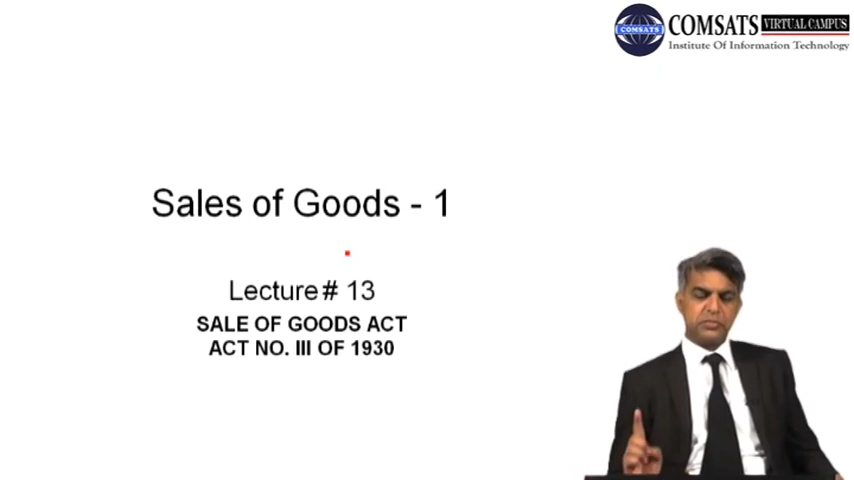 COMSATS VIRTUAL CAMPUS
Institute Of Information Technology
COMSATS
Sales of Goods - 1
Lecture # 13
SALE OF GOODS ACT
ACT NO. III OF 1930